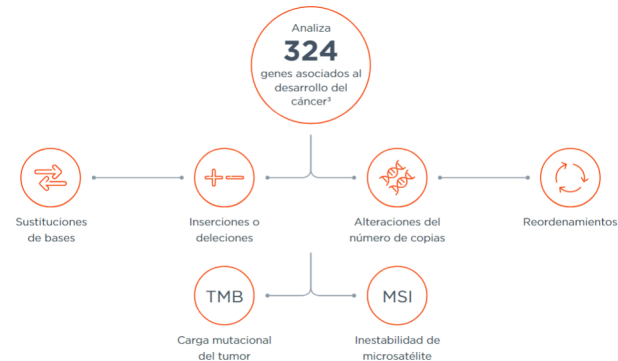 Analiza
324
genes asociados al
desarrollo del
cáncer³
Sustituciones
de bases
Inserciones o
deleciones
Alteraciones del
número de copias
Reordenamientos
TMB
MSI
Carga mutacional
del tumor
Inestabilidad de
microsatélite